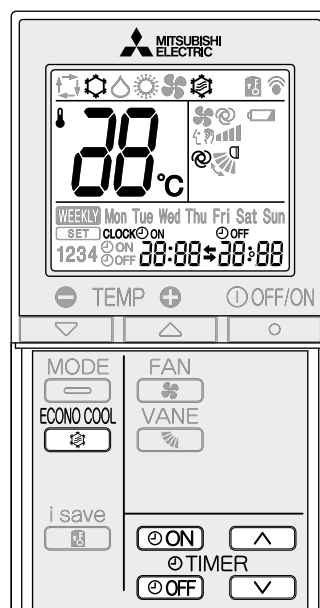 MITSUBISHI
ELECTRIC
88°C
WEEKLY Mon Tue Wed Thu Fri Sat Sun
SET CLOCK ON OFF
1234 ON OFF 88:88 88:88
TEMP OFF/ON
MODE FAN
ECONO COOL VANE
i save
ON
TIMER
OFF